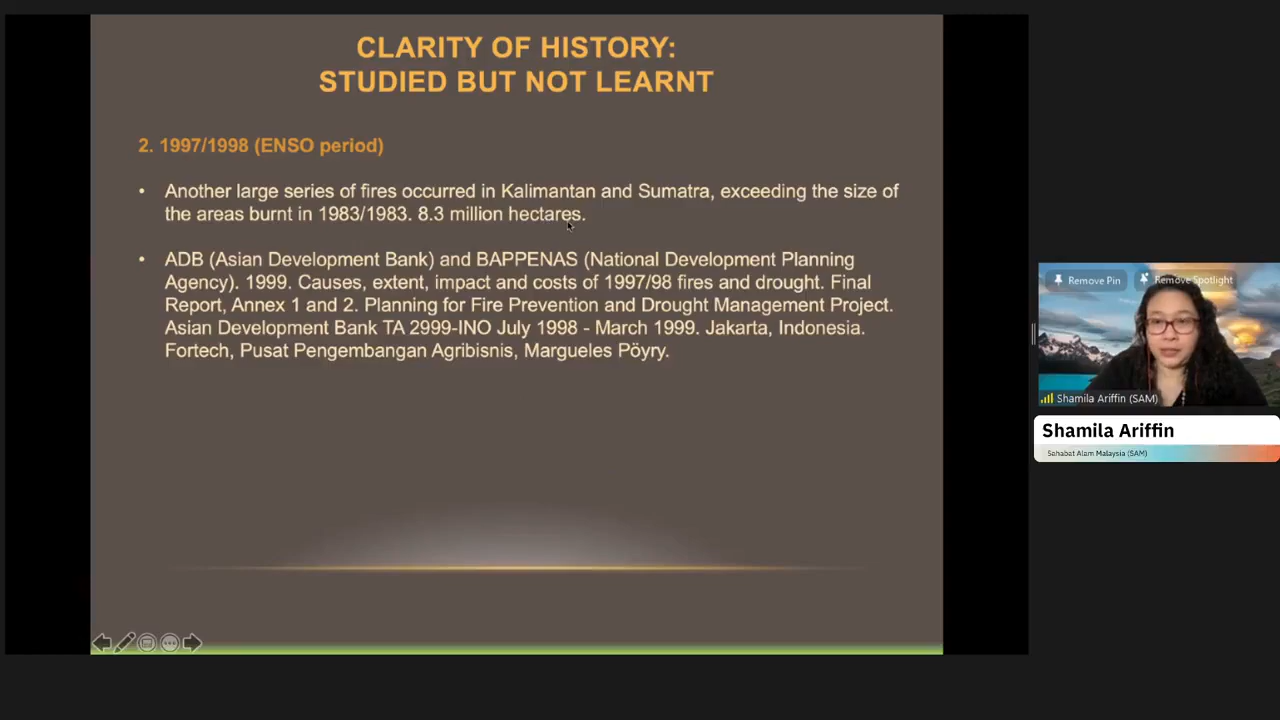 CLARITY OF HISTORY:
STUDIED BUT NOT LEARNT
2. 1997/1998 (ENSO period)
• Another large series of fires occurred in Kalimantan and Sumatra, exceeding the size of
the areas burnt in 1983/1983. 8.3 million hectares.
• ADB (Asian Development Bank) and BAPPENAS (National Development Planning
Agency). 1999. Causes, extent, impact and costs of 1997/98 fires and drought. Final
Report, Annex 1 and 2. Planning for Fire Prevention and Drought Management Project.
Asian Development Bank TA 2999-INO July 1998 - March 1999. Jakarta, Indonesia.
Fortech, Pusat Pengembangan Agribisnis, Margueles Pöyry.
Remove Pin
Remove Spotlight
Shamila Ariffin (SAM)
Shamila Ariffin
Sahabat Alam Malaysia (SAM)